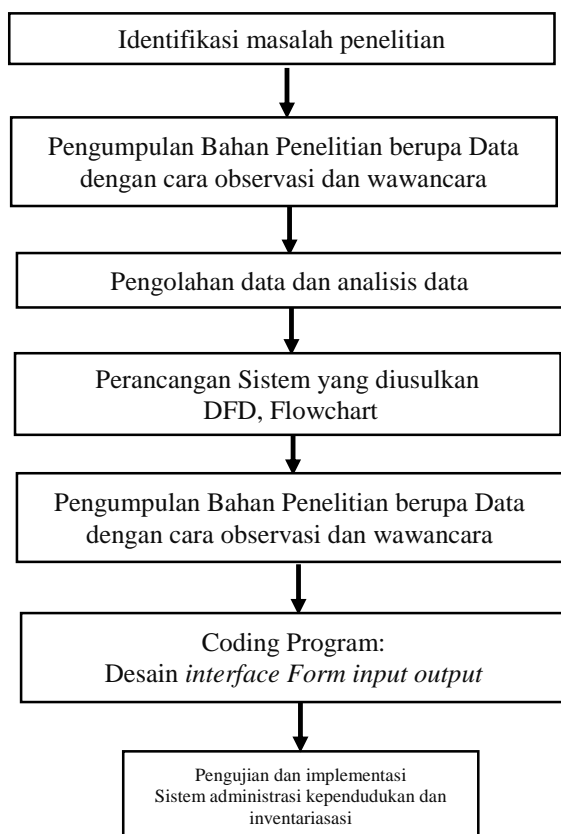 Identifikasi masalah penelitian
Pengumpulan Bahan Penelitian berupa Data
dengan cara observasi dan wawancara
Pengolahan data dan analisis data
Perancangan Sistem yang diusulkan
DFD, Flowchart
Pengumpulan Bahan Penelitian berupa Data
dengan cara observasi dan wawancara
Coding Program:
Desain interface Form input output
Pengujian dan implementasi
Sistem administrasi kependudukan dan
inventariasasi